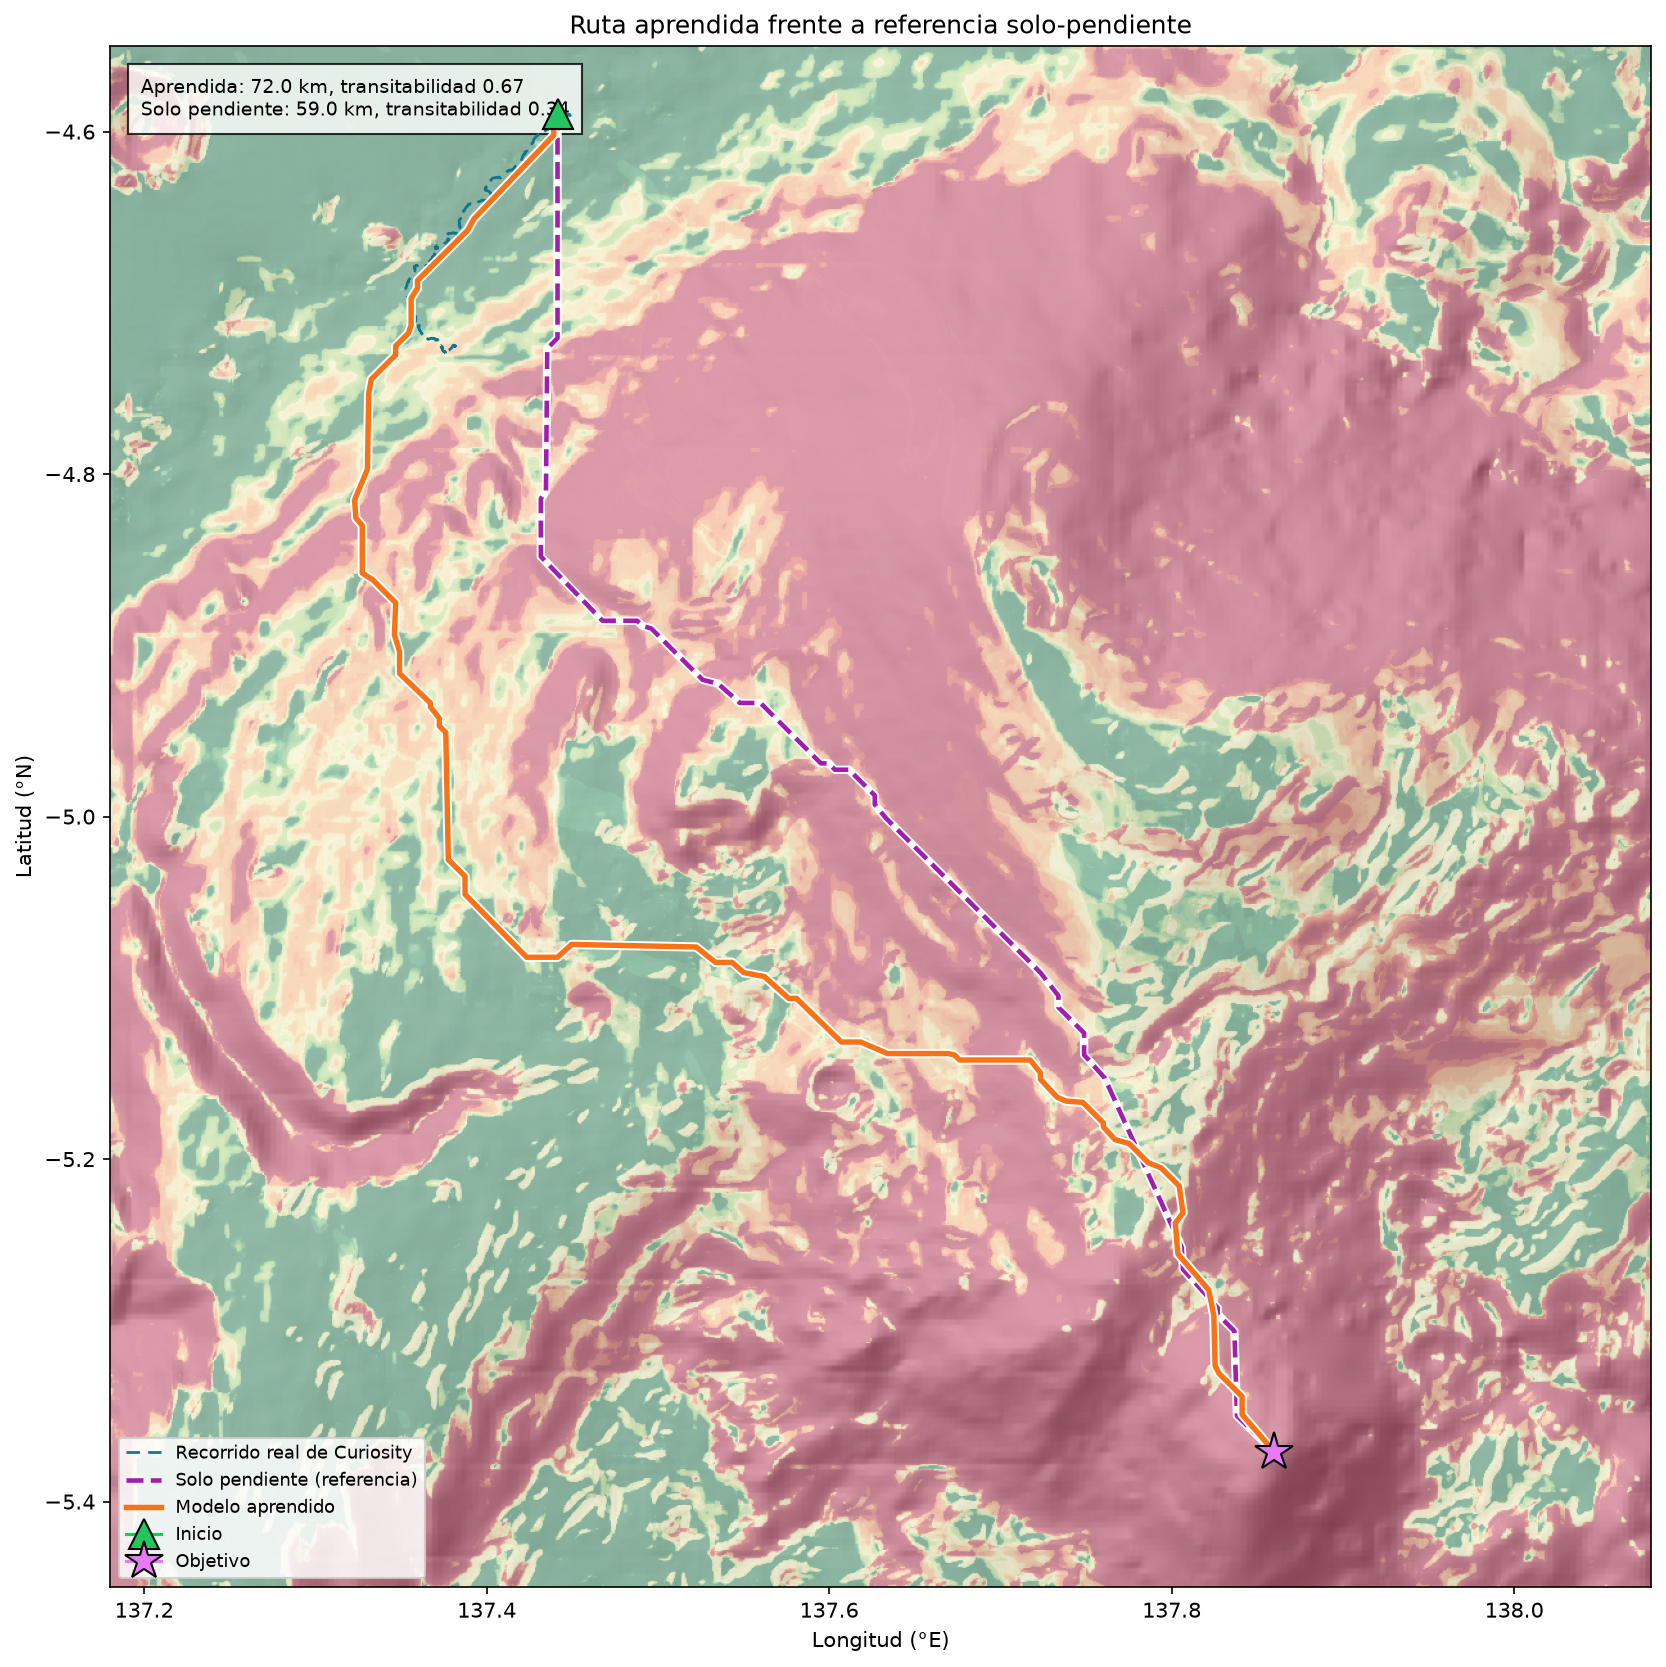 Ruta aprendida frente a referencia solo-pendiente
Aprendida: 72.0 km, transitabilidad 0.67
Solo pendiente: 59.0 km, transitabilidad
−4.6
−4.8
−5.0
−5.2
−5.4
Latitud (°N)
Recorrido real de Curiosity
Solo pendiente (referencia)
Modelo aprendido
Inicio
Objetivo
137.2
137.4
137.6
137.8
138.0
Longitud (°E)